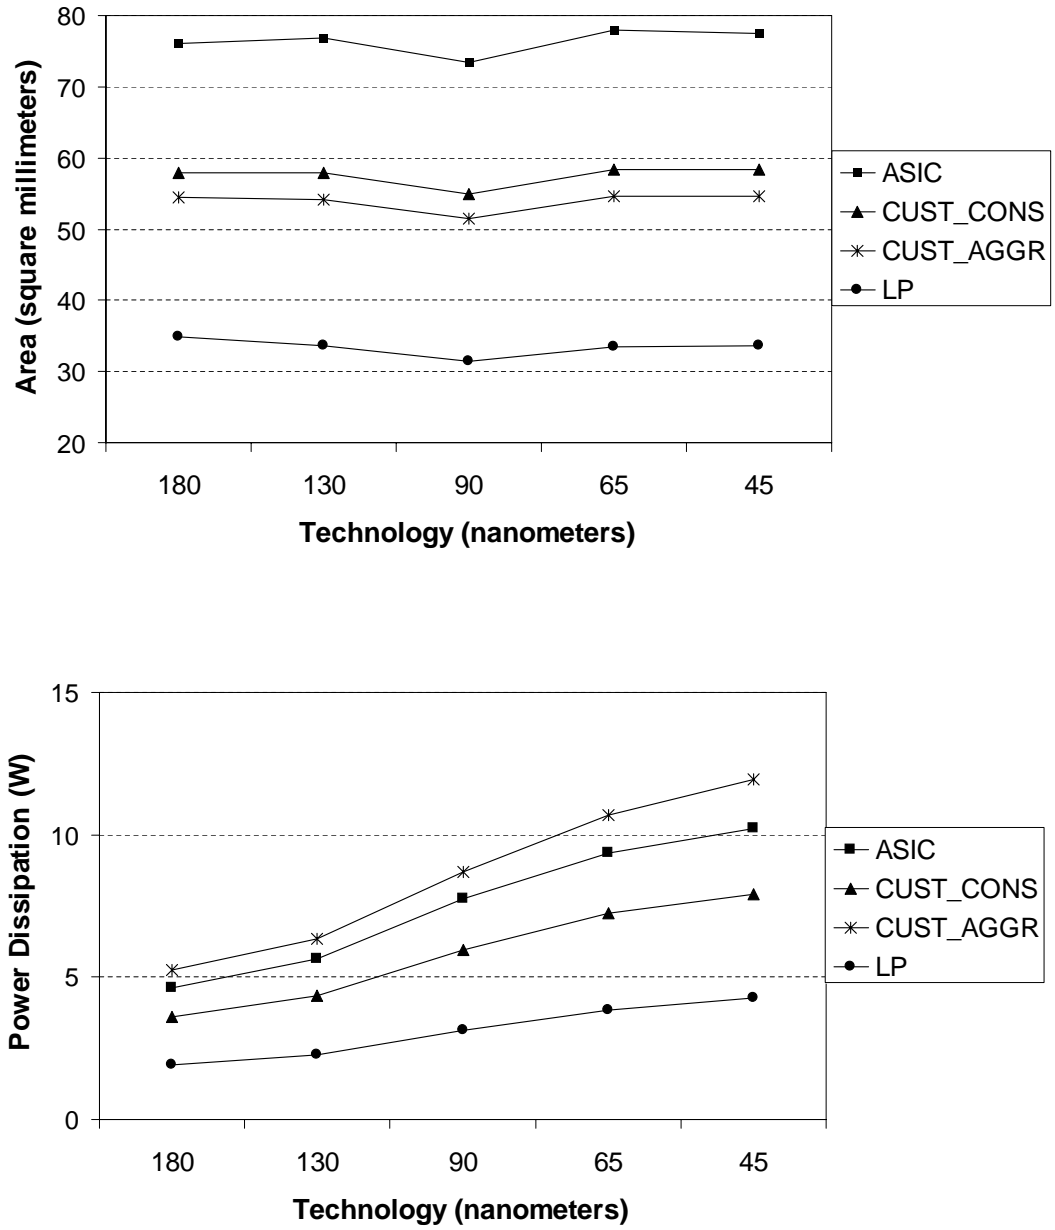 80
70
60
50
40
30
20
Area (square millimeters)
180 130 90 65 45
Technology (nanometers)
ASIC
CUST_CONS
CUST_AGGR
LP
15
10
5
0
Power Dissipation (W)
180 130 90 65 45
Technology (nanometers)
ASIC
CUST_CONS
CUST_AGGR
LP